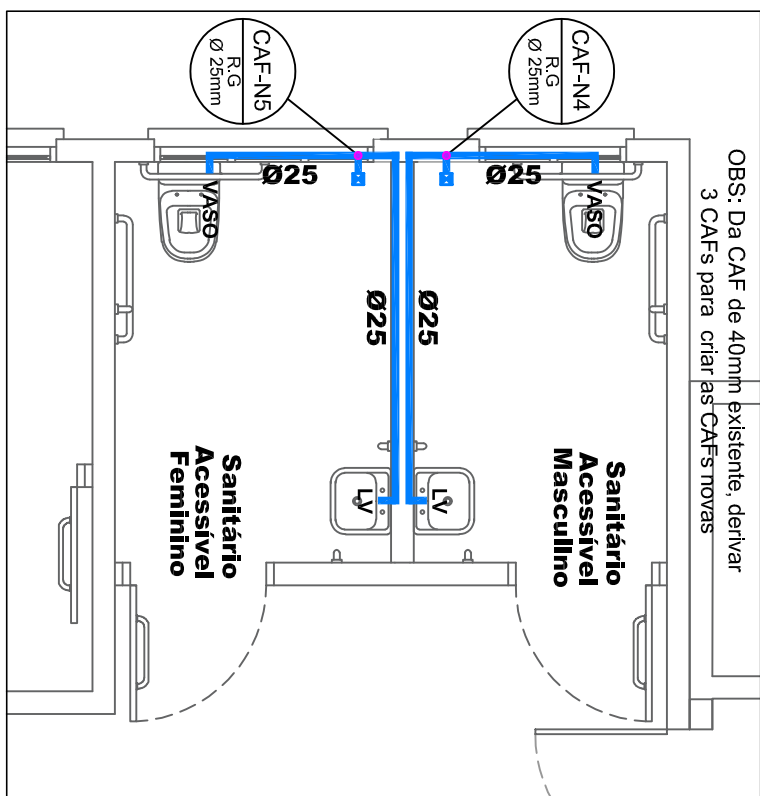 OBS: Da CAF de 40mm existente, derivar
3 CAFs para criar as CAFs novas
CAF-N4
R.G
Ø 25mm
CAF-N5
R.G
Ø 25mm
VASO
Ø25
Ø25
VASO
Ø25
Ø25
LV
LV
Sanitário
Acessível
Masculino
Sanitário
Acessível
Feminino